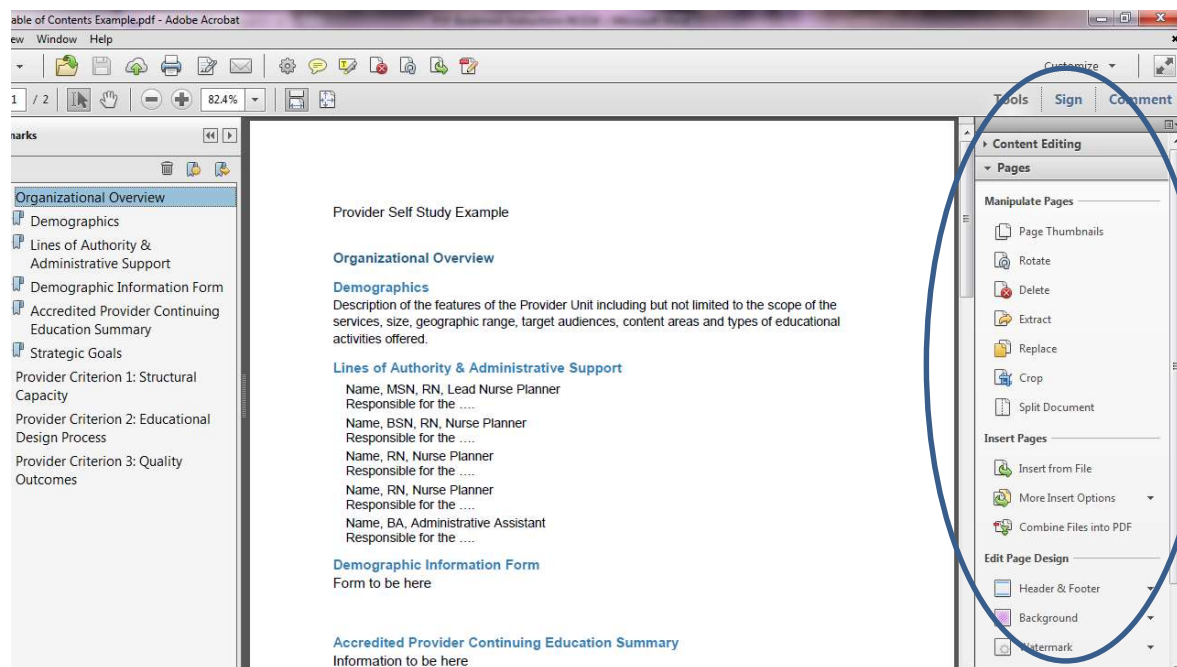 able of Contents Example.pdf - Adobe Acrobat
ew Window Help
Customize
1 / 2
82.4%
Tools Sign Comment
narks
Organizational Overview
Demographics
Lines of Authority &
Administrative Support
Demographic Information Form
Accredited Provider Continuing
Education Summary
Strategic Goals
Provider Criterion 1: Structural
Capacity
Provider Criterion 2: Educational
Design Process
Provider Criterion 3: Quality
Outcomes
Provider Self Study Example
Organizational Overview
Demographics
Description of the features of the Provider Unit including but not limited to the scope of the
services, size, geographic range, target audiences, content areas and types of educational
activities offered.
Lines of Authority & Administrative Support
Name, MSN, RN, Lead Nurse Planner
Responsible for the ....
Name, BSN, RN, Nurse Planner
Responsible for the ....
Name, RN, Nurse Planner
Responsible for the ....
Name, RN, Nurse Planner
Responsible for the ....
Name, BA, Administrative Assistant
Responsible for the ....
Demographic Information Form
Form to be here
Accredited Provider Continuing Education Summary
Information to be here
Content Editing
Pages
Manipulate Pages
Page Thumbnails
Rotate
Delete
Extract
Replace
Crop
Split Document
Insert Pages
Insert from File
More Insert Options
Combine Files into PDF
Edit Page Design
Header & Footer
Background
Watermark